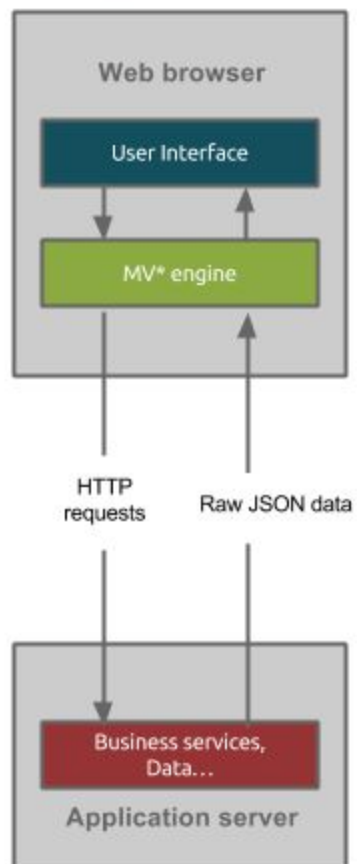 Web browser
User Interface
MV* engine
HTTP
requests
Raw JSON data
Business services,
Data...
Application server